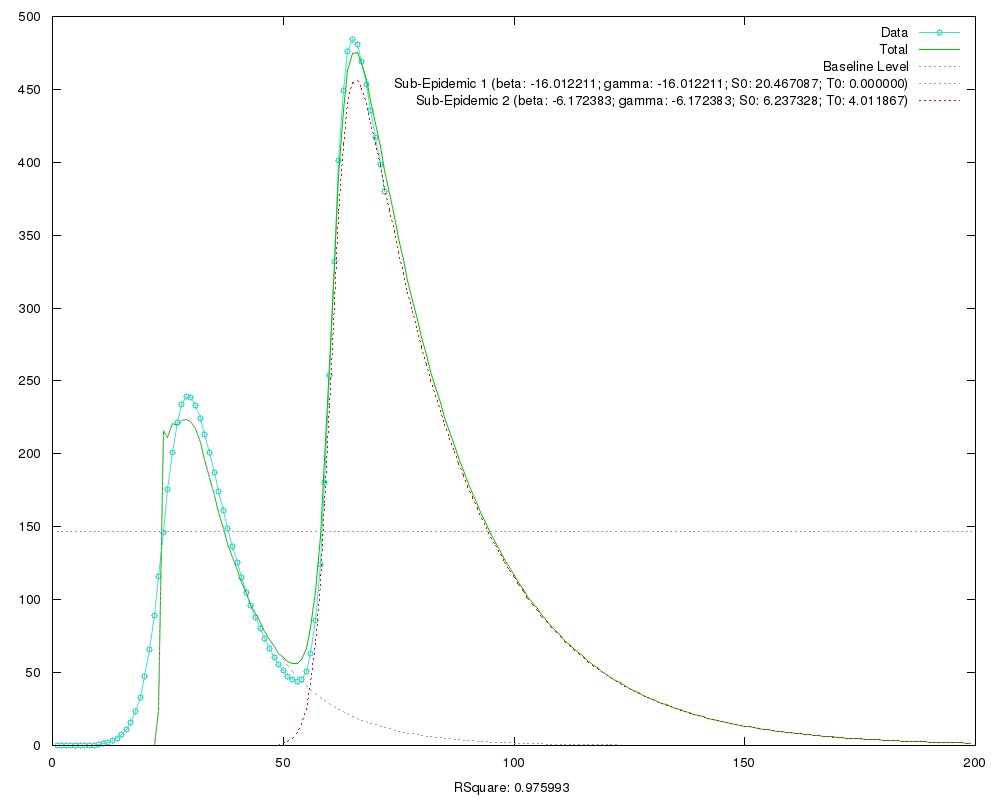 500
450
400
350
300
250
200
150
100
50
0
Data
Total
Baseline Level
Sub-Epidemic 1 (beta: -16.012211; gamma: -16.012211; S0: 20.467087; T0: 0.000000)
Sub-Epidemic 2 (beta: -6.172383; gamma: -6.172383; S0: 6.237328; T0: 4.011867)
0 50 100 150 200
RSquare: 0.975993